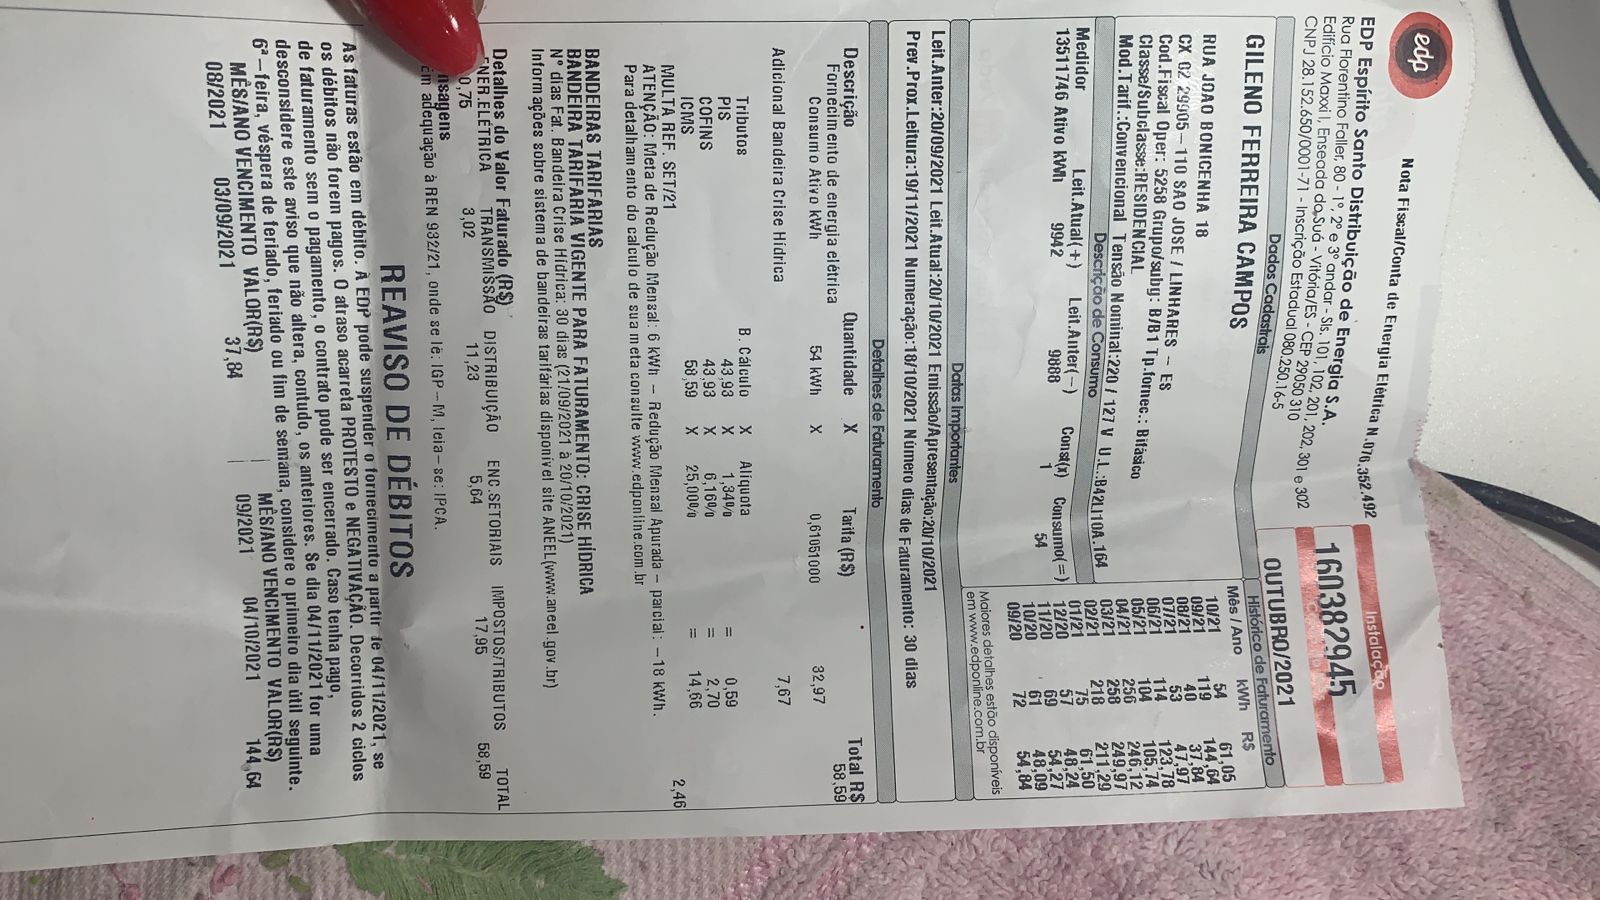 edp
Nota Fiscal/Conta de Energia Elétrica N.076.352.492
EDP Espírito Santo Distribuição de Energia S.A.
Rua Florentino Faller, 80 - 1º, 2º e 3º andar - Sls. 101, 102, 201, 202, 301 e 302
Edifício Maxxi I, Enseada do Suá - Vitória/ES - CEP 29050 310
CNPJ 28.152.650/0001-71 - Inscrição Estadual 080.250.16-5
Instalação
160382945
OUTUBRO/2021
Dados Cadastrais
GILENO FERREIRA CAMPOS
RUA JOAO BONICENHA 18
CX 02 29905-110 SAO JOSE / LINHARES - ES
Cod.Fiscal Oper: 5258 Grupo/subg: B/B1 Tp.fornec.: Bifásico
Classe/Subclasse:RESIDENCIAL
Mod.Tarif.:Convencional Tensão Nominal:220 / 127 V U.L.:B42L110A.164
Descrição de Consumo
Medidor Leit.Atual(+) Leit.Anter(-) Const(x) Consumo(=)
13511746 Ativo kWh 9942 9888 1 54
Histórico de Faturamento
Mês / Ano kWh R$
10/21 54 61,05
09/21 119 144,64
08/21 40 37,84
07/21 53 47,97
06/21 114 123,78
05/21 104 105,74
04/21 256 246,12
03/21 258 249,97
02/21 218 211,29
01/21 75 61,50
12/20 57 48,24
11/20 69 54,27
10/20 61 48,09
09/20 72 54,84
Maiores detalhes estão disponíveis
em www.edponline.com.br
Datas Importantes
Leit.Anter:20/09/2021 Leit.Atual:20/10/2021 Emissão/Apresentação:20/10/2021
Prev.Prox.Leitura:19/11/2021 Numeração:18/10/2021 Número dias de Faturamento: 30 dias
Detalhes de Faturamento
Descrição Quantidade X Tarifa (R$) Total R$
Fornecimento de energia elétrica 58,59
Consumo Ativo kWh 54 kWh X 0,61051000 32,97
Adicional Bandeira Crise Hídrica 7,67
Tributos B. Cálculo X Alíquota
PIS 43,93 X 1,34% = 0,59
COFINS 43,93 X 6,16% = 2,70
ICMS 58,59 X 25,00% = 14,66
MULTA REF. SET/21 2,46
ATENÇÃO: Meta de Redução Mensal: 6 kWh - Redução Mensal Apurada - parcial: -18 kWh.
Para detalhamento do calculo de sua meta consulte www.edponline.com.br
BANDEIRAS TARIFÁRIAS
BANDEIRA TARIFARIA VIGENTE PARA FATURAMENTO: CRISE HÍDRICA
Nº dias Fat. Bandeira Crise Hídrica: 30 dias (21/09/2021 à 20/10/2021)
Informações sobre sistema de bandeiras tarifárias disponível site ANEEL(www.aneel.gov.br)
Detalhes do Valor Faturado (R$)
ENER.ELÉTRICA TRANSMISSÃO DISTRIBUIÇÃO ENC SETORIAIS IMPOSTOS/TRIBUTOS TOTAL
0,75 3,02 11,23 5,64 17,95 58,59
nsagens
em adequação à REN 932/21, onde se lê: IGP-M, leia-se: IPCA.
REAVISO DE DÉBITOS
As faturas estão em débito. A EDP pode suspender o fornecimento a partir de 04/11/2021, se
os débitos não forem pagos. O atraso acarreta PROTESTO e NEGATIVAÇÃO. Decorridos 2 ciclos
de faturamento sem o pagamento, o contrato pode ser encerrado. Caso tenha pago,
desconsidere este aviso que não altera, contudo, os anteriores. Se dia 04/11/2021 for uma
6ª-feira, véspera de feriado, feriado ou fim de semana, considere o primeiro dia útil seguinte.
MÊS/ANO VENCIMENTO VALOR(R$) | MÊS/ANO VENCIMENTO VALOR(R$)
08/2021 03/09/2021 37,84 | 09/2021 04/10/2021 144,64